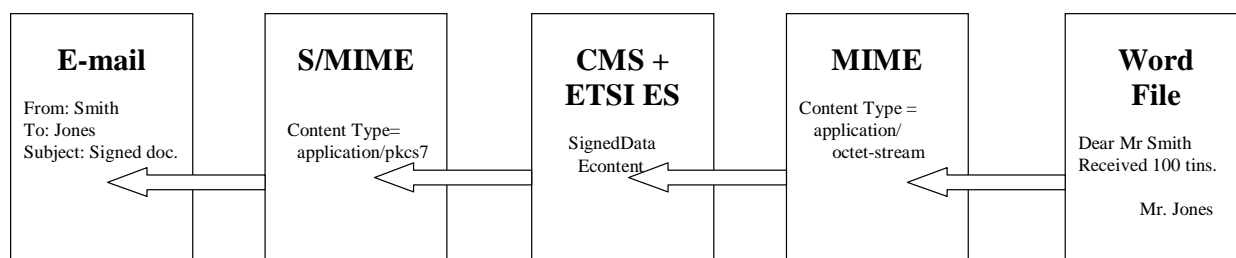 E-mail
From: Smith
To: Jones
Subject: Signed doc.
S/MIME
Content Type=
application/pkcs7
CMS +
ETSI ES
SignedData
Econtent
MIME
Content Type =
application/
octet-stream
Word
File
Dear Mr Smith
Received 100 tins.
Mr. Jones